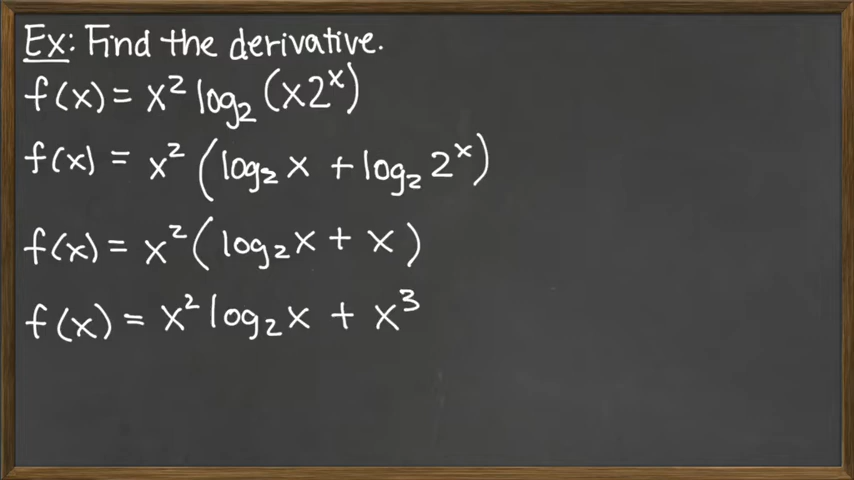 Ex: Find the derivative.
f(x) = x² log₂ (x2ˣ)
f(x) = x² (log₂ x + log₂ 2ˣ)
f(x) = x² (log₂ x + x)
f(x) = x² log₂ x + x³